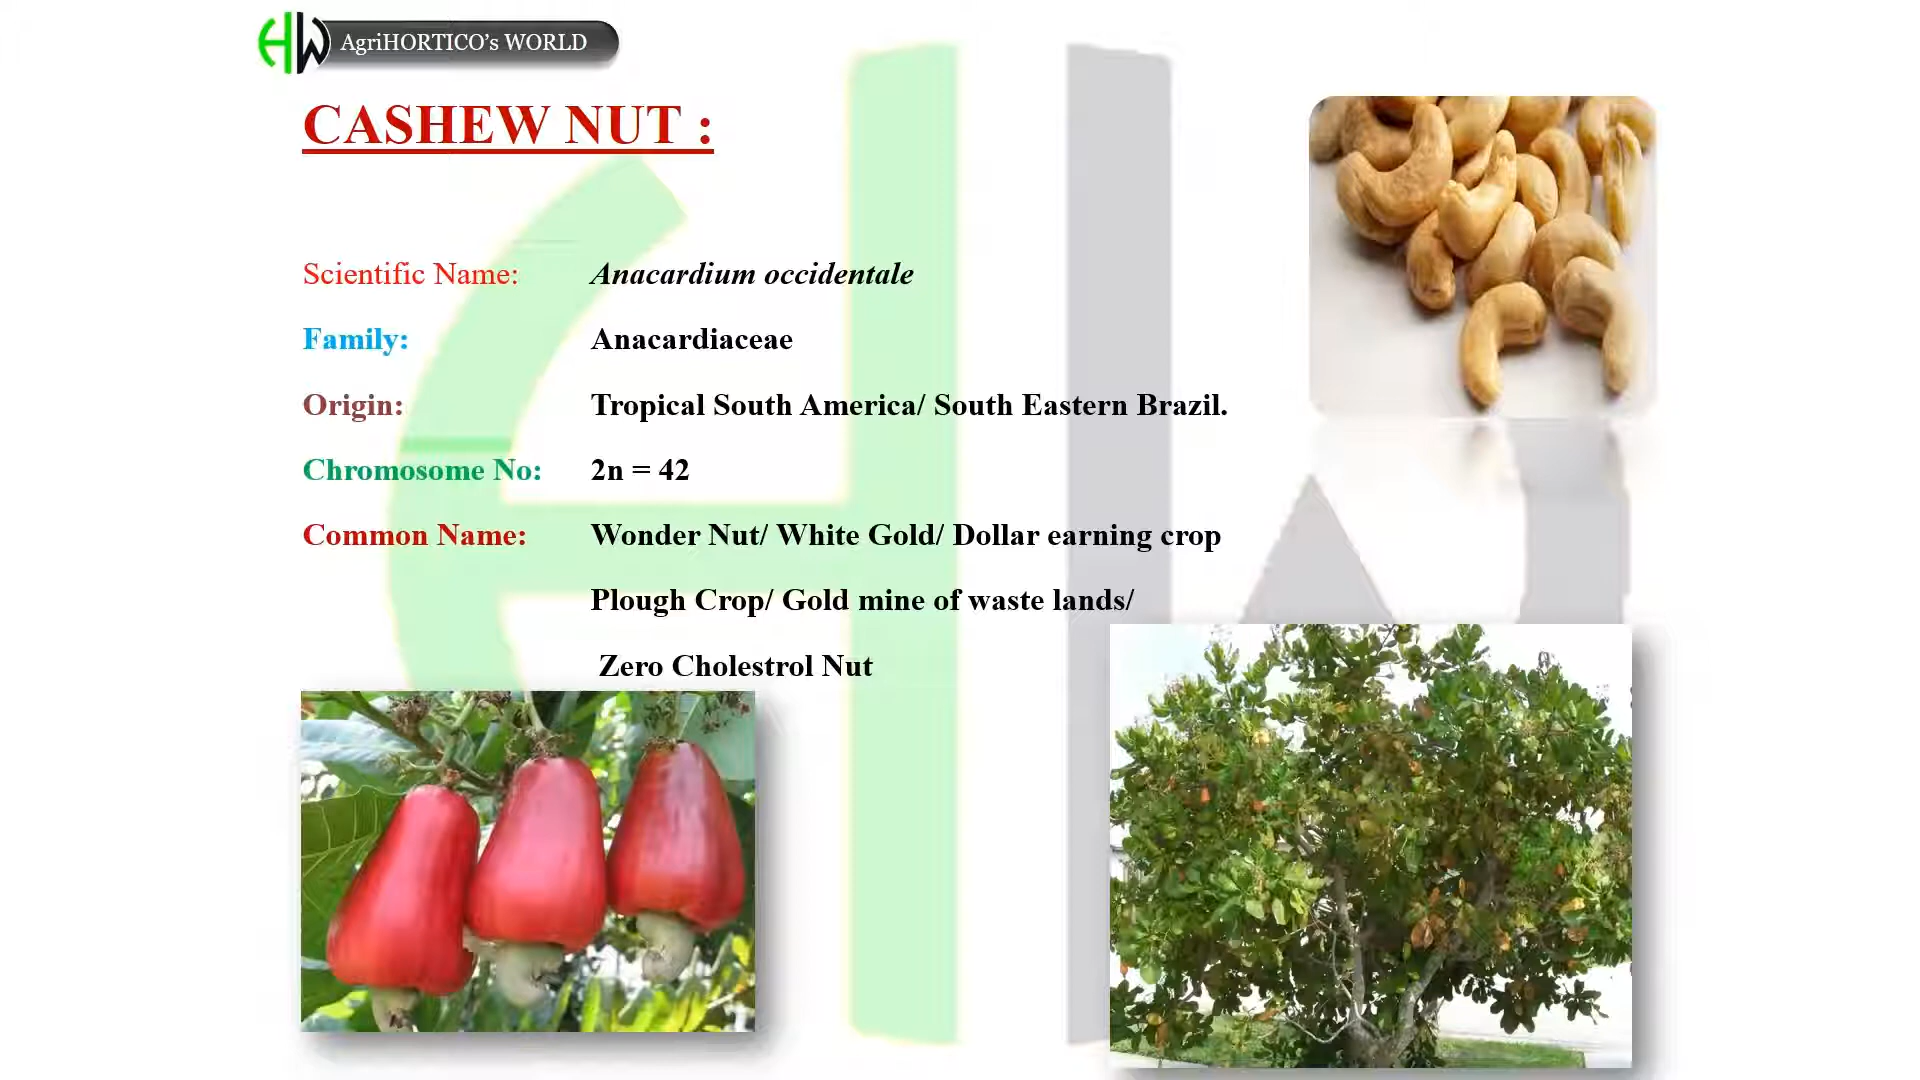 HW AgriHORTICO's WORLD
CASHEW NUT :
Scientific Name: Anacardium occidentale
Family: Anacardiaceae
Origin: Tropical South America/ South Eastern Brazil.
Chromosome No: 2n = 42
Common Name: Wonder Nut/ White Gold/ Dollar earning crop
Plough Crop/ Gold mine of waste lands/
Zero Cholestrol Nut